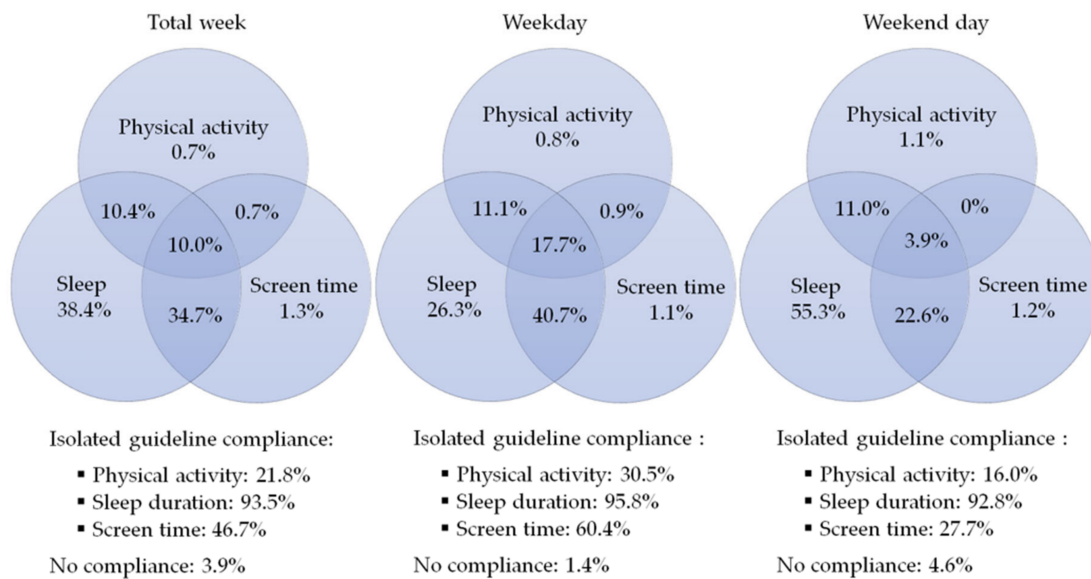 Total week
Physical activity
0.7%
10.4%
0.7%
10.0%
Sleep
38.4%
Screen time
1.3%
34.7%
Isolated guideline compliance:
▪ Physical activity: 21.8%
▪ Sleep duration: 93.5%
▪ Screen time: 46.7%
No compliance: 3.9%
Weekday
Physical activity
0.8%
11.1%
0.9%
17.7%
Sleep
26.3%
Screen time
1.1%
40.7%
Isolated guideline compliance :
▪ Physical activity: 30.5%
▪ Sleep duration: 95.8%
▪ Screen time: 60.4%
No compliance: 1.4%
Weekend day
Physical activity
1.1%
11.0%
0%
3.9%
Sleep
55.3%
Screen time
1.2%
22.6%
Isolated guideline compliance :
▪ Physical activity: 16.0%
▪ Sleep duration: 92.8%
▪ Screen time: 27.7%
No compliance: 4.6%